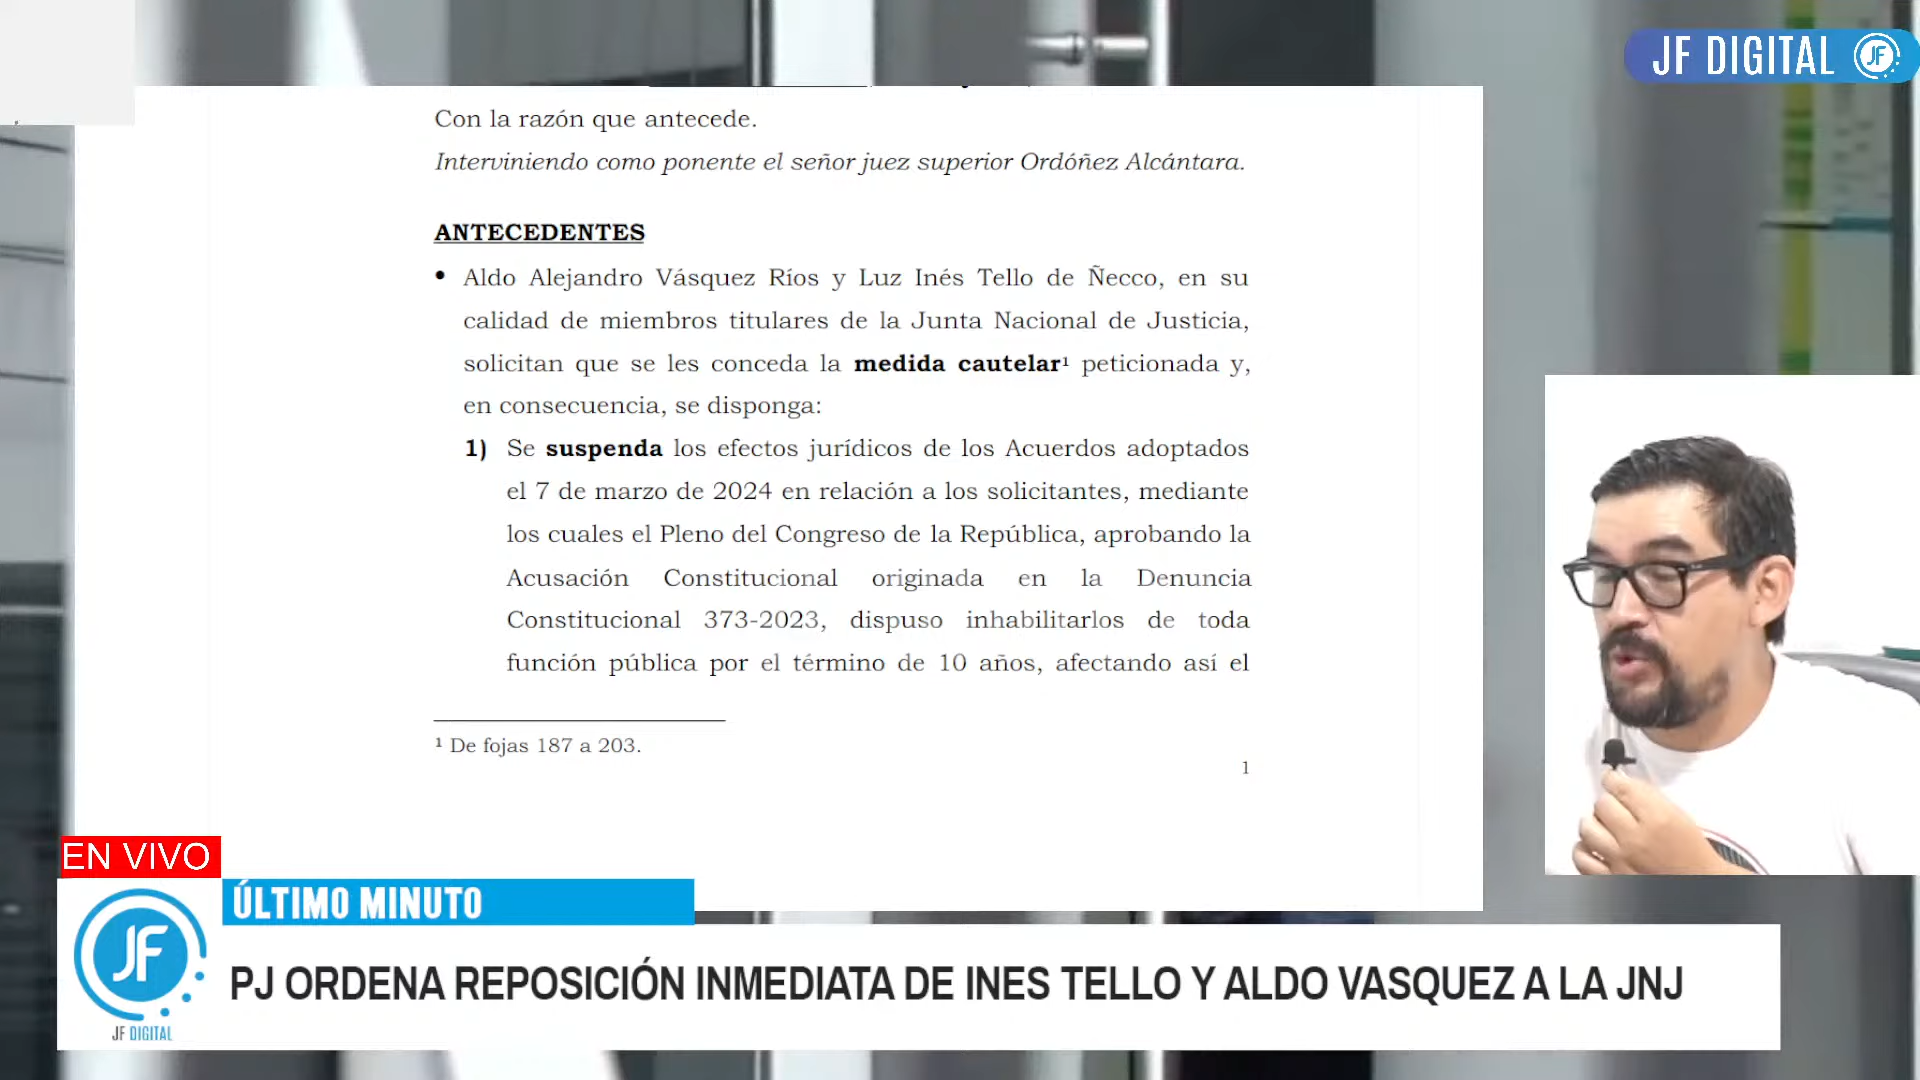 JF DIGITAL JF
Con la razón que antecede.
Interviniendo como ponente el señor juez superior Ordóñez Alcántara.
ANTECEDENTES
• Aldo Alejandro Vásquez Ríos y Luz Inés Tello de Ñecco, en su
calidad de miembros titulares de la Junta Nacional de Justicia,
solicitan que se les conceda la medida cautelar¹ peticionada y,
en consecuencia, se disponga:
1) Se suspenda los efectos jurídicos de los Acuerdos adoptados
el 7 de marzo de 2024 en relación a los solicitantes, mediante
los cuales el Pleno del Congreso de la República, aprobando la
Acusación Constitucional originada en la Denuncia
Constitucional 373-2023, dispuso inhabilitarlos de toda
función pública por el término de 10 años, afectando así el
¹ De fojas 187 a 203.
1
EN VIVO
ÚLTIMO MINUTO
JF
JF DIGITAL
PJ ORDENA REPOSICIÓN INMEDIATA DE INES TELLO Y ALDO VASQUEZ A LA JNJ